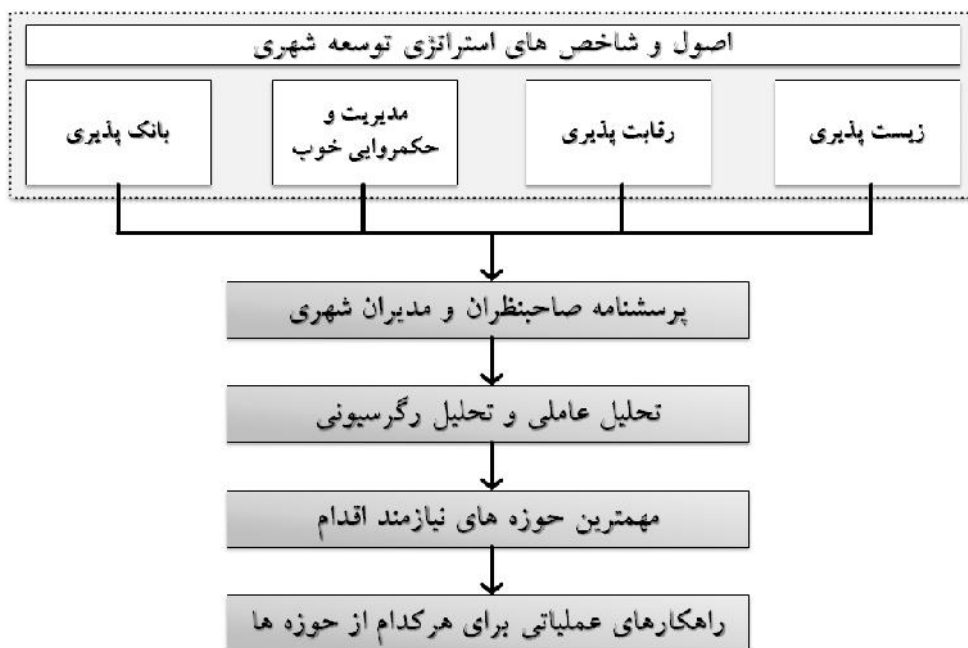 اصول و شاخص های استراتژی توسعه شهری
زیست پذیری
رقابت پذیری
مدیریت و
حکمروایی خوب
بانک پذیری
پرسشنامه صاحبنظران و مدیران شهری
تحلیل عاملی و تحلیل رگرسیونی
مهمترین حوزه های نیازمند اقدام
راهکارهای عملیاتی برای هرکدام از حوزه ها